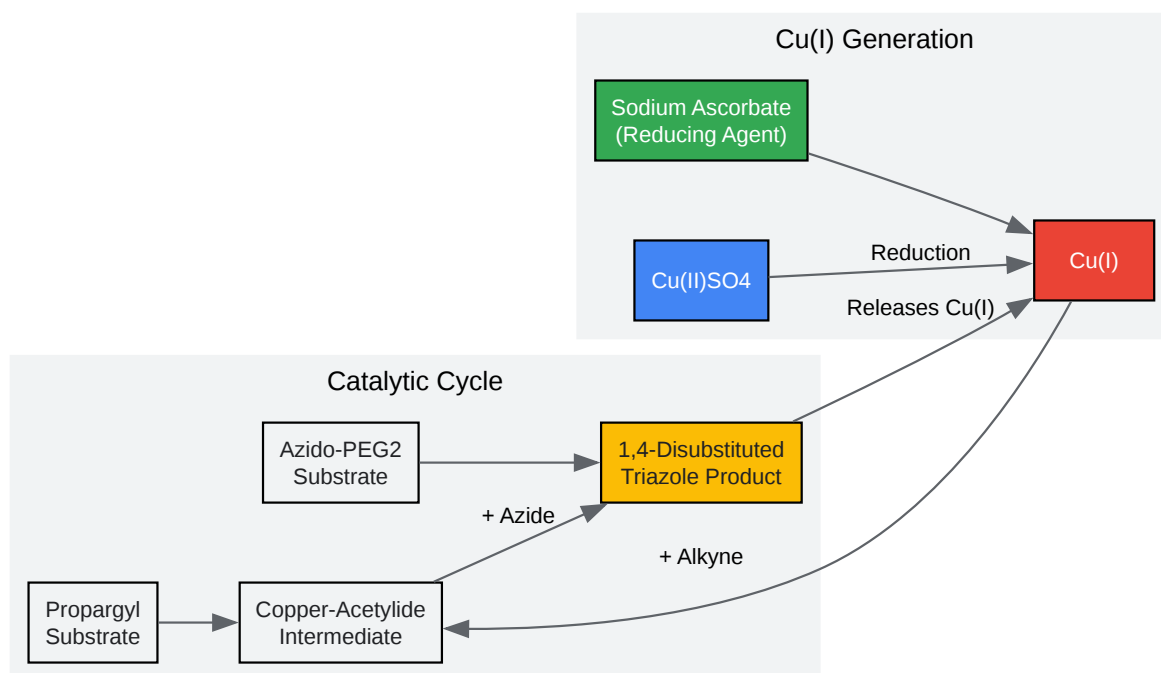 Cu(I) Generation
Sodium Ascorbate
(Reducing Agent)
Cu(II)SO4
Reduction
Cu(I)
Releases Cu(I)
Catalytic Cycle
Azido-PEG2
Substrate
1,4-Disubstituted
Triazole Product
+ Azide
+ Alkyne
Propargyl
Substrate
Copper-Acetylide
Intermediate